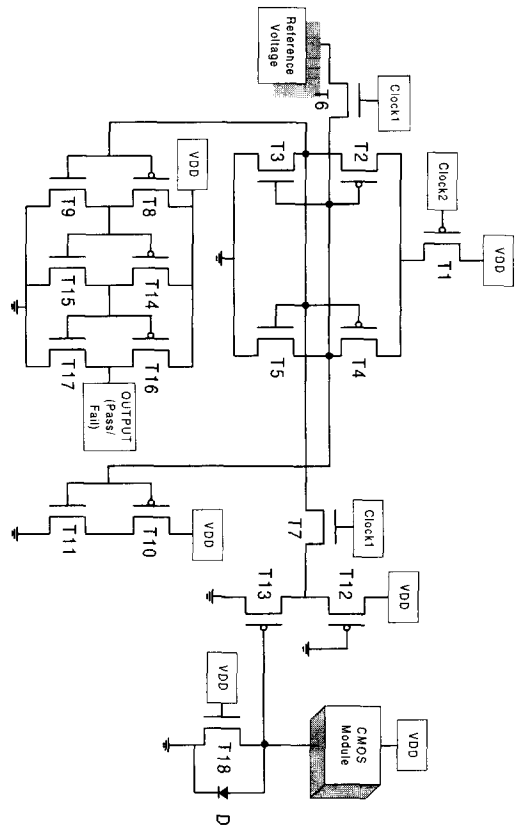 Reference
Voltage
T6
Clock1
Clock2
T1
VDD
T3
T2
T5
T4
VDD
T9
T8
T15
T14
T17
T16
OUTPUT
(Pass/
Fail)
T11
T10
VDD
T7
Clock1
T13
T12
VDD
VDD
T18
D
CMOS
Module
VDD